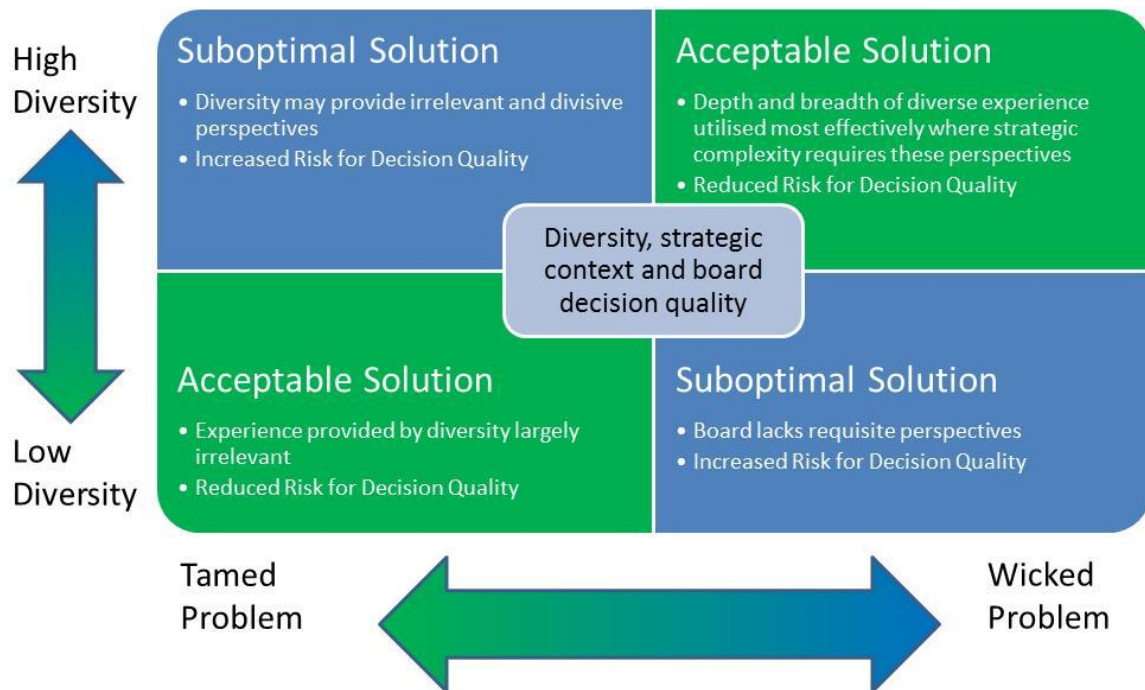 High
Diversity
Suboptimal Solution
• Diversity may provide irrelevant and divisive
perspectives
• Increased Risk for Decision Quality
Acceptable Solution
• Depth and breadth of diverse experience
utilised most effectively where strategic
complexity requires these perspectives
• Reduced Risk for Decision Quality
Diversity, strategic
context and board
decision quality
Low
Diversity
Acceptable Solution
• Experience provided by diversity largely
irrelevant
• Reduced Risk for Decision Quality
Suboptimal Solution
• Board lacks requisite perspectives
• Increased Risk for Decision Quality
Tamed
Problem
Wicked
Problem